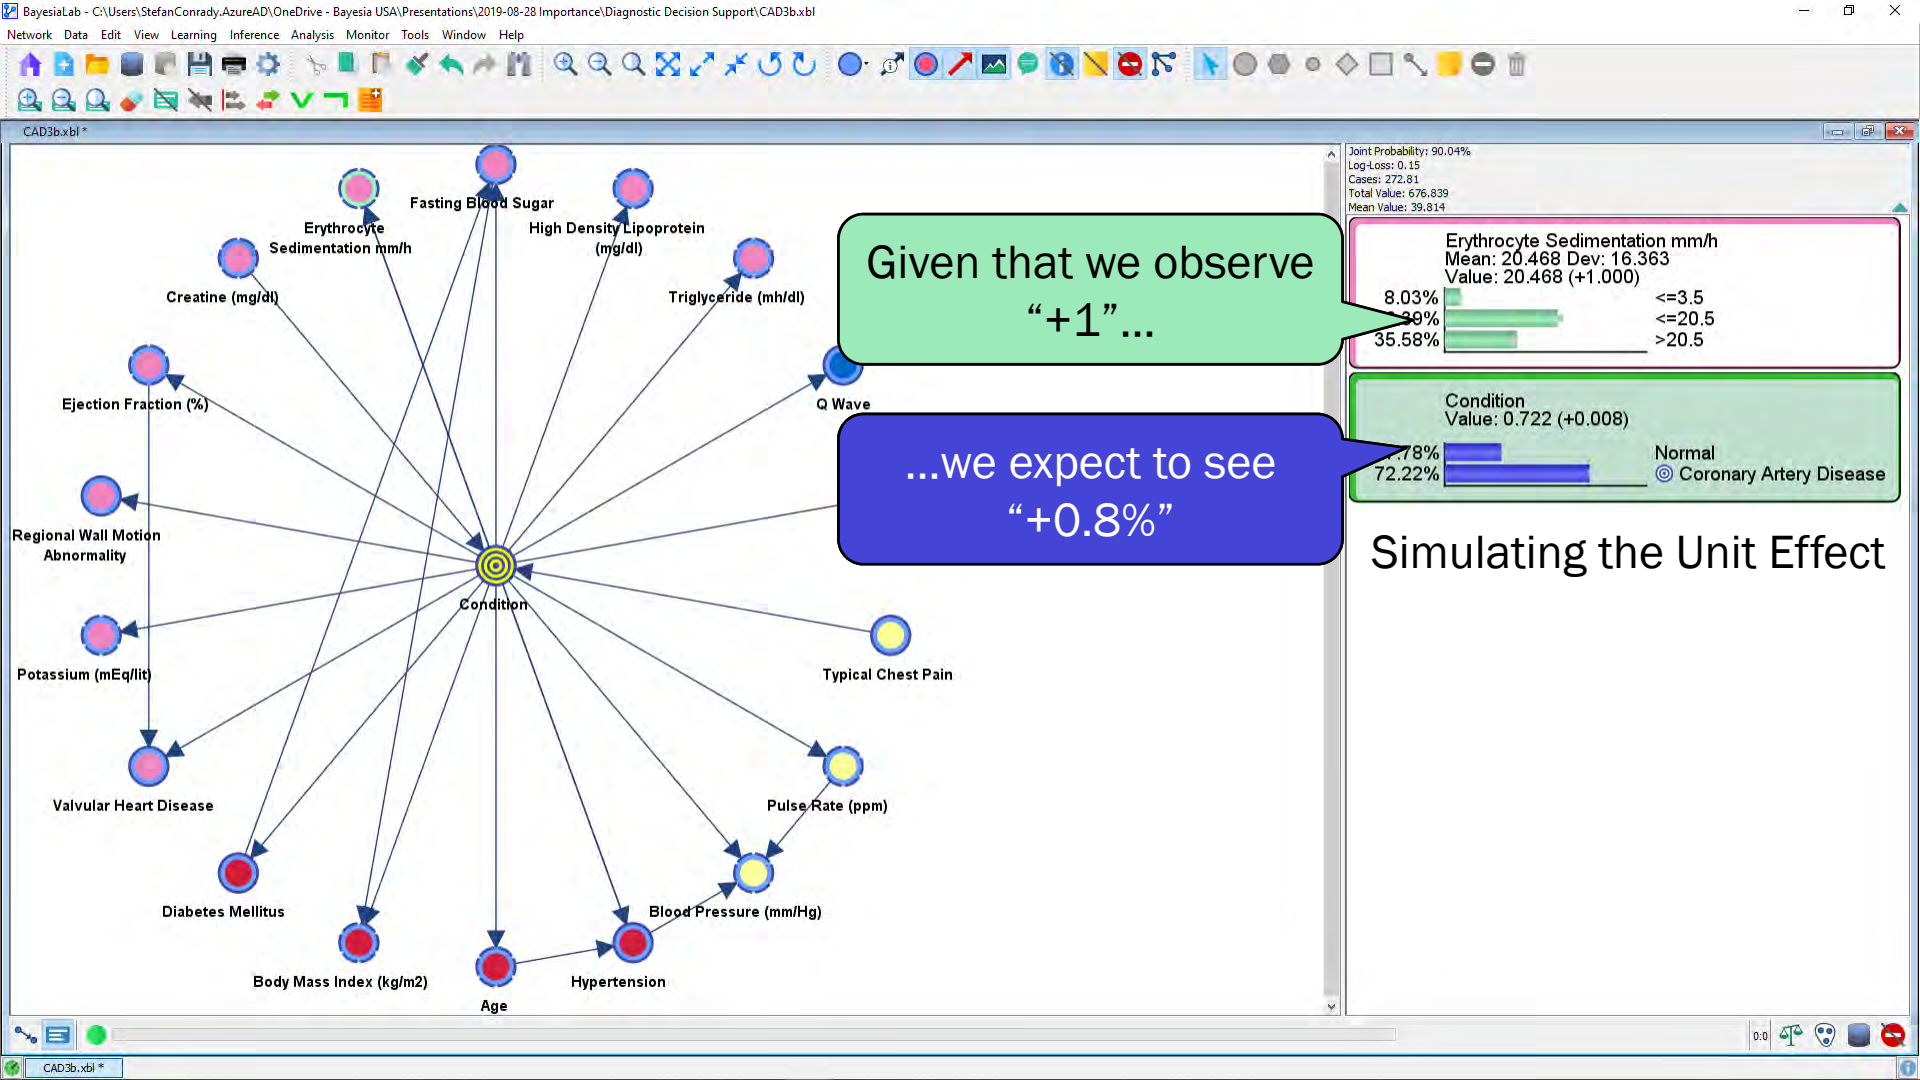 BayesiaLab - C:\Users\StefanConrady.AzureAD\OneDrive - Bayesia USA\Presentations\2019-08-28 Importance\Diagnostic Decision Support\CAD3b.xbl
Network Data Edit View Learning Inference Analysis Monitor Tools Window Help
CAD3b.xbl *
Joint Probability: 90.04%
Log-Loss: 0.15
Cases: 272.81
Total Value: 676.839
Mean Value: 39.814
Fasting Blood Sugar
Erythrocyte
Sedimentation mm/h
High Density Lipoprotein
(mg/dl)
Creatine (mg/dl)
Triglyceride (mh/dl)
Ejection Fraction (%)
Q Wave
Regional Wall Motion
Abnormality
Condition
Potassium (mEq/lit)
Typical Chest Pain
Valvular Heart Disease
Pulse Rate (ppm)
Diabetes Mellitus
Blood Pressure (mm/Hg)
Body Mass Index (kg/m2)
Hypertension
Age
Given that we observe
“+1”...
...we expect to see
“+0.8%”
Erythrocyte Sedimentation mm/h
Mean: 20.468 Dev: 16.363
Value: 20.468 (+1.000)
8.03% <=3.5
<=20.5
35.58% >20.5
Condition
Value: 0.722 (+0.008)
Normal
72.22% Coronary Artery Disease
Simulating the Unit Effect
0:0
CAD3b.xbl *